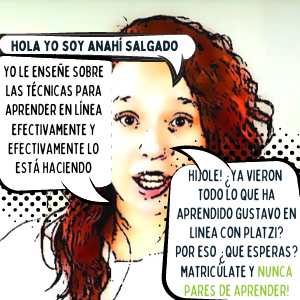 HOLA YO SOY ANAHÍ SALGADO
YO LE ENSEÑE SOBRE
LAS TÉCNICAS PARA
APRENDER EN LÍNEA
EFECTIVAMENTE Y
EFECTIVAMENTE LO
ESTÁ HACIENDO
HIJOLE! ¿YA VIERON
TODO LO QUE HA
APRENDIDO GUSTAVO EN
LINEA CON PLATZI?
POR ESO ¿QUE ESPERAS?
MATRICÚLATE Y NUNCA
PARES DE APRENDER!